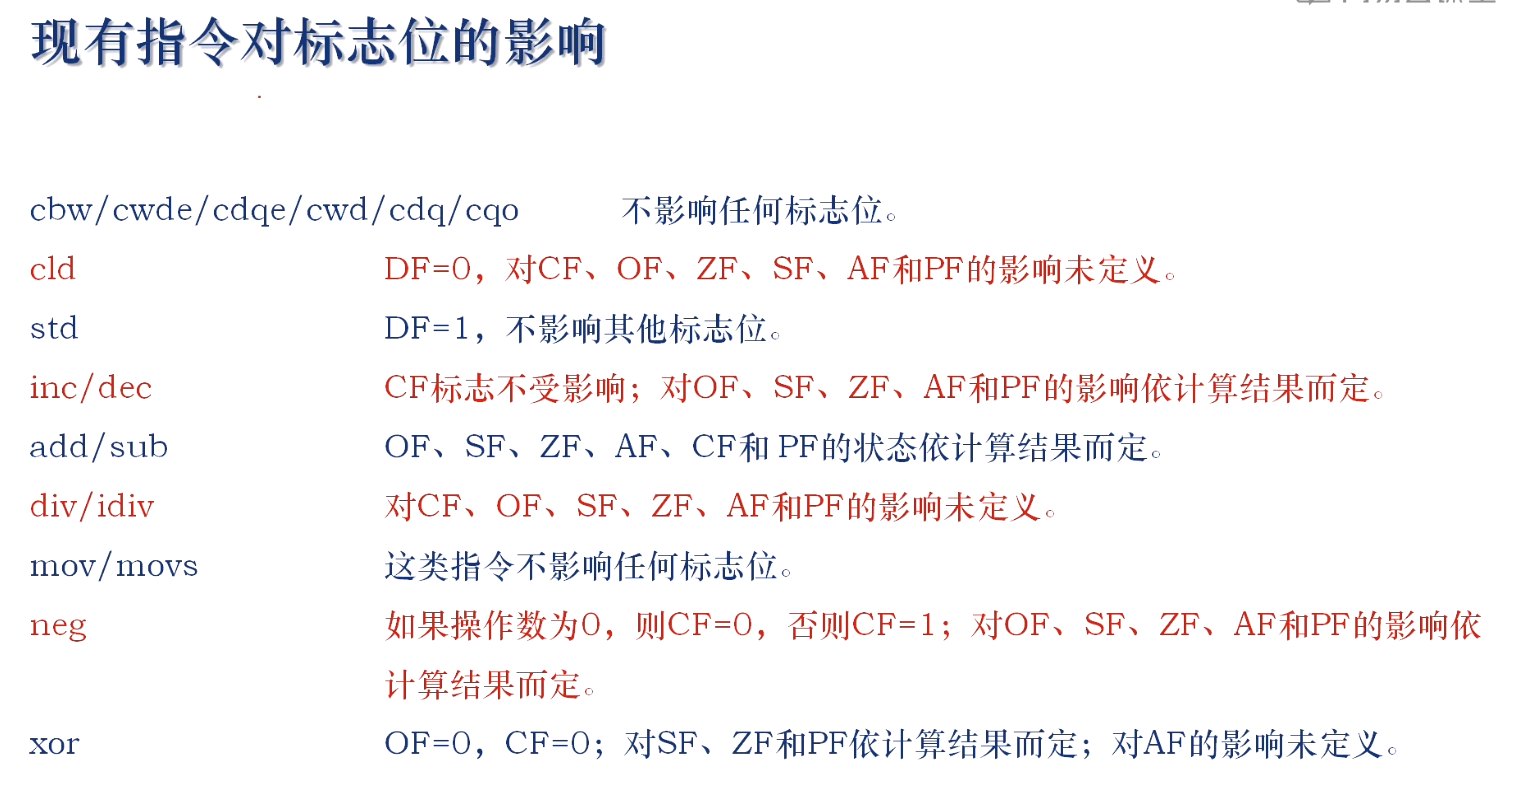 现有指令对标志位的影响
cbw/cwde/cdqe/cwd/cdq/cqo 不影响任何标志位。
cld DF=0，对CF、OF、ZF、SF、AF和PF的影响未定义。
std DF=1，不影响其他标志位。
inc/dec CF标志不受影响；对OF、SF、ZF、AF和PF的影响依计算结果而定。
add/sub OF、SF、ZF、AF、CF和 PF的状态依计算结果而定。
div/idiv 对CF、OF、SF、ZF、AF和PF的影响未定义。
mov/movs 这类指令不影响任何标志位。
neg 如果操作数为0，则CF=0，否则CF=1；对OF、SF、ZF、AF和PF的影响依
计算结果而定。
xor OF=0，CF=0；对SF、ZF和PF依计算结果而定；对AF的影响未定义。